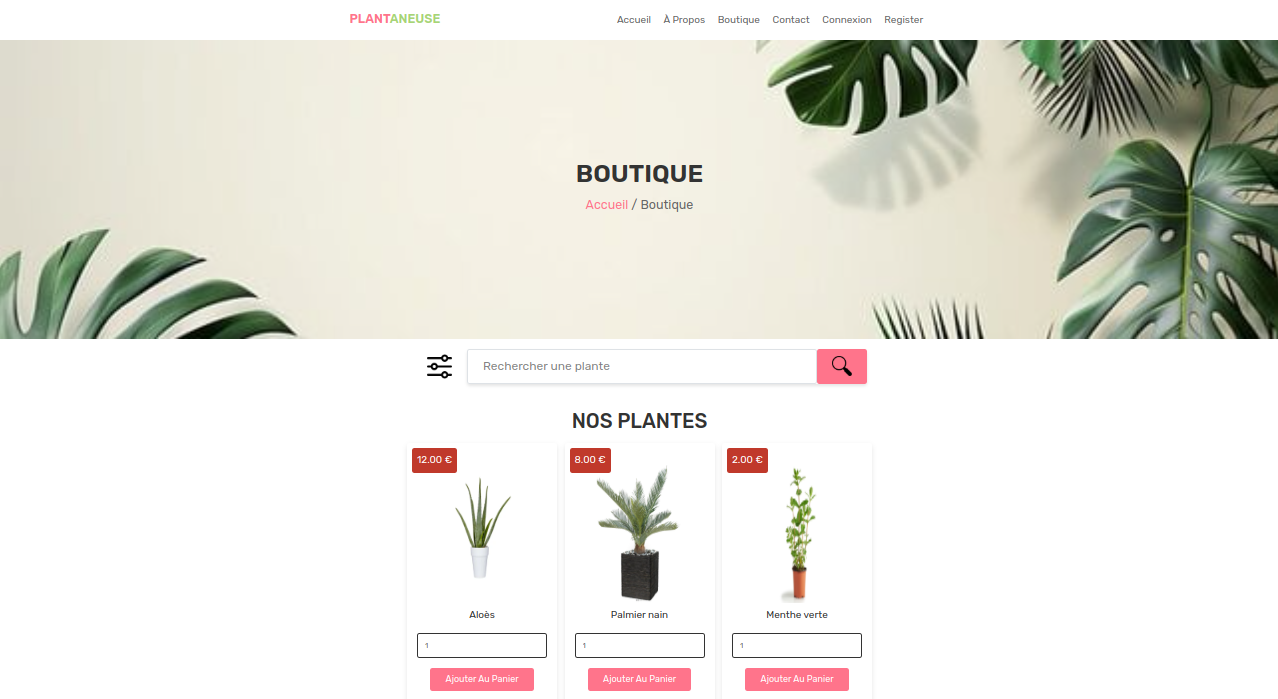 PLANTANEUSE
Accueil À Propos Boutique Contact Connexion Register
BOUTIQUE
Accueil / Boutique
Rechercher une plante
NOS PLANTES
12.00 €
8.00 €
2.00 €
Aloès
Palmier nain
Menthe verte
1
1
1
Ajouter Au Panier
Ajouter Au Panier
Ajouter Au Panier